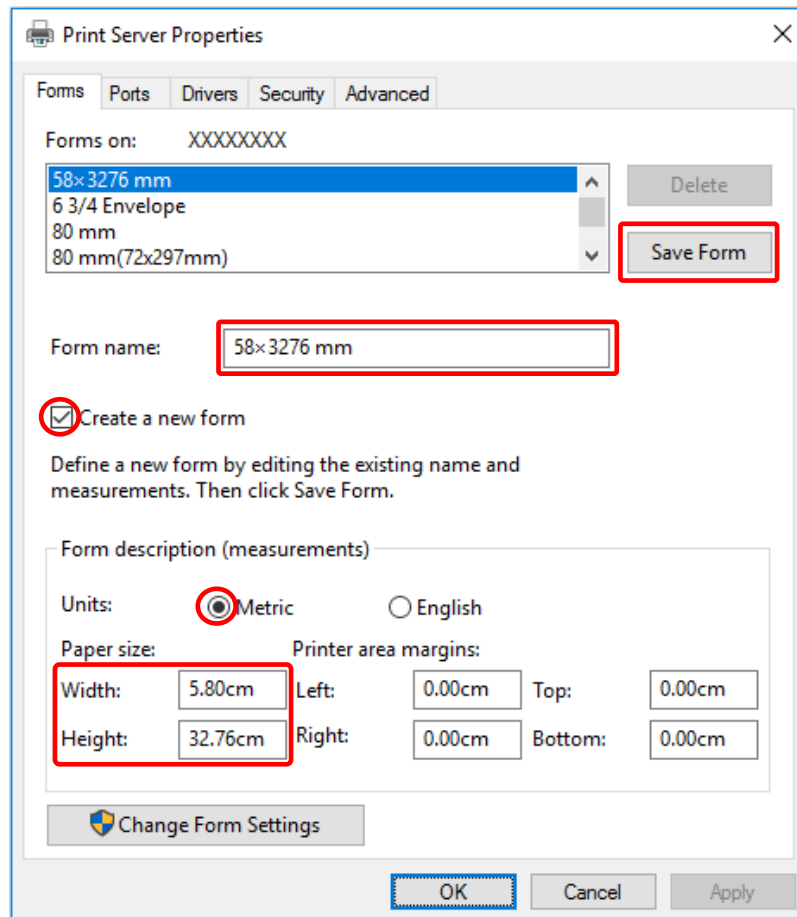 Print Server Properties
Forms Ports Drivers Security Advanced
Forms on: XXXXXXXX
58×3276 mm
6 3/4 Envelope
80 mm
80 mm(72x297mm)
Delete
Save Form
Form name: 58×3276 mm
Create a new form
Define a new form by editing the existing name and
measurements. Then click Save Form.
Form description (measurements)
Units: Metric English
Paper size: Printer area margins:
Width: 5.80cm Left: 0.00cm Top: 0.00cm
Height: 32.76cm Right: 0.00cm Bottom: 0.00cm
Change Form Settings
OK Cancel Apply